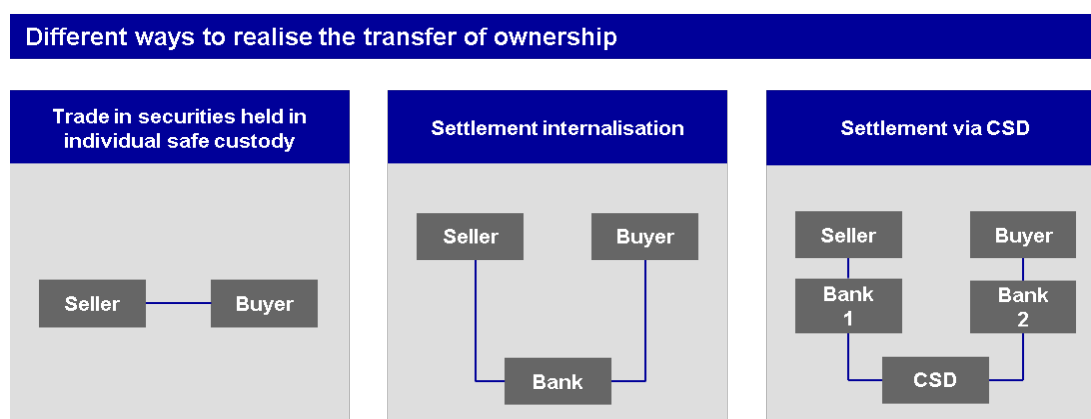 Different ways to realise the transfer of ownership
Trade in securities held in
individual safe custody
Seller
Buyer
Settlement internalisation
Seller
Buyer
Bank
Settlement via CSD
Seller
Buyer
Bank
1
Bank
2
CSD